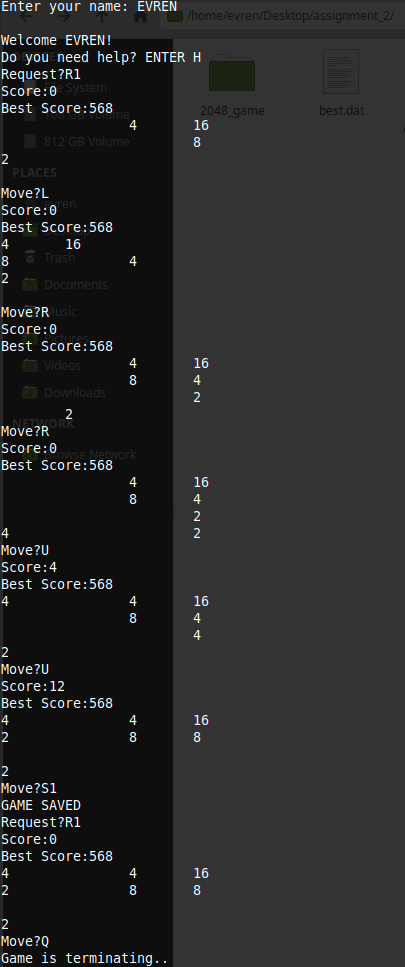 Enter your name: EVREN
/home/evren/Desktop/assignment_2/
Welcome EVREN!
Do you need help? ENTER H
Request?R1
File System
Score:0
2048_game
best.dat
Best Score:568
168 GB Volume
4 16
8
812 GB Volume
2
PLACES
Move?L
evren
Score:0
Best Score:568
4 16
8 4
Trash
2
Documents
Move?R
Music
Score:0
Pictures
Best Score:568
4 16
Videos
8 4
Downloads
2
2
NETWORK
Move?R
Score:0
Browse Network
Best Score:568
4 16
8 4
2
4 2
Move?U
Score:4
Best Score:568
4 4 16
8 4
4
2
Move?U
Score:12
Best Score:568
4 4 16
2 8 8
2
Move?S1
GAME SAVED
Request?R1
Score:0
Best Score:568
4 4 16
2 8 8
2
Move?Q
Game is terminating..